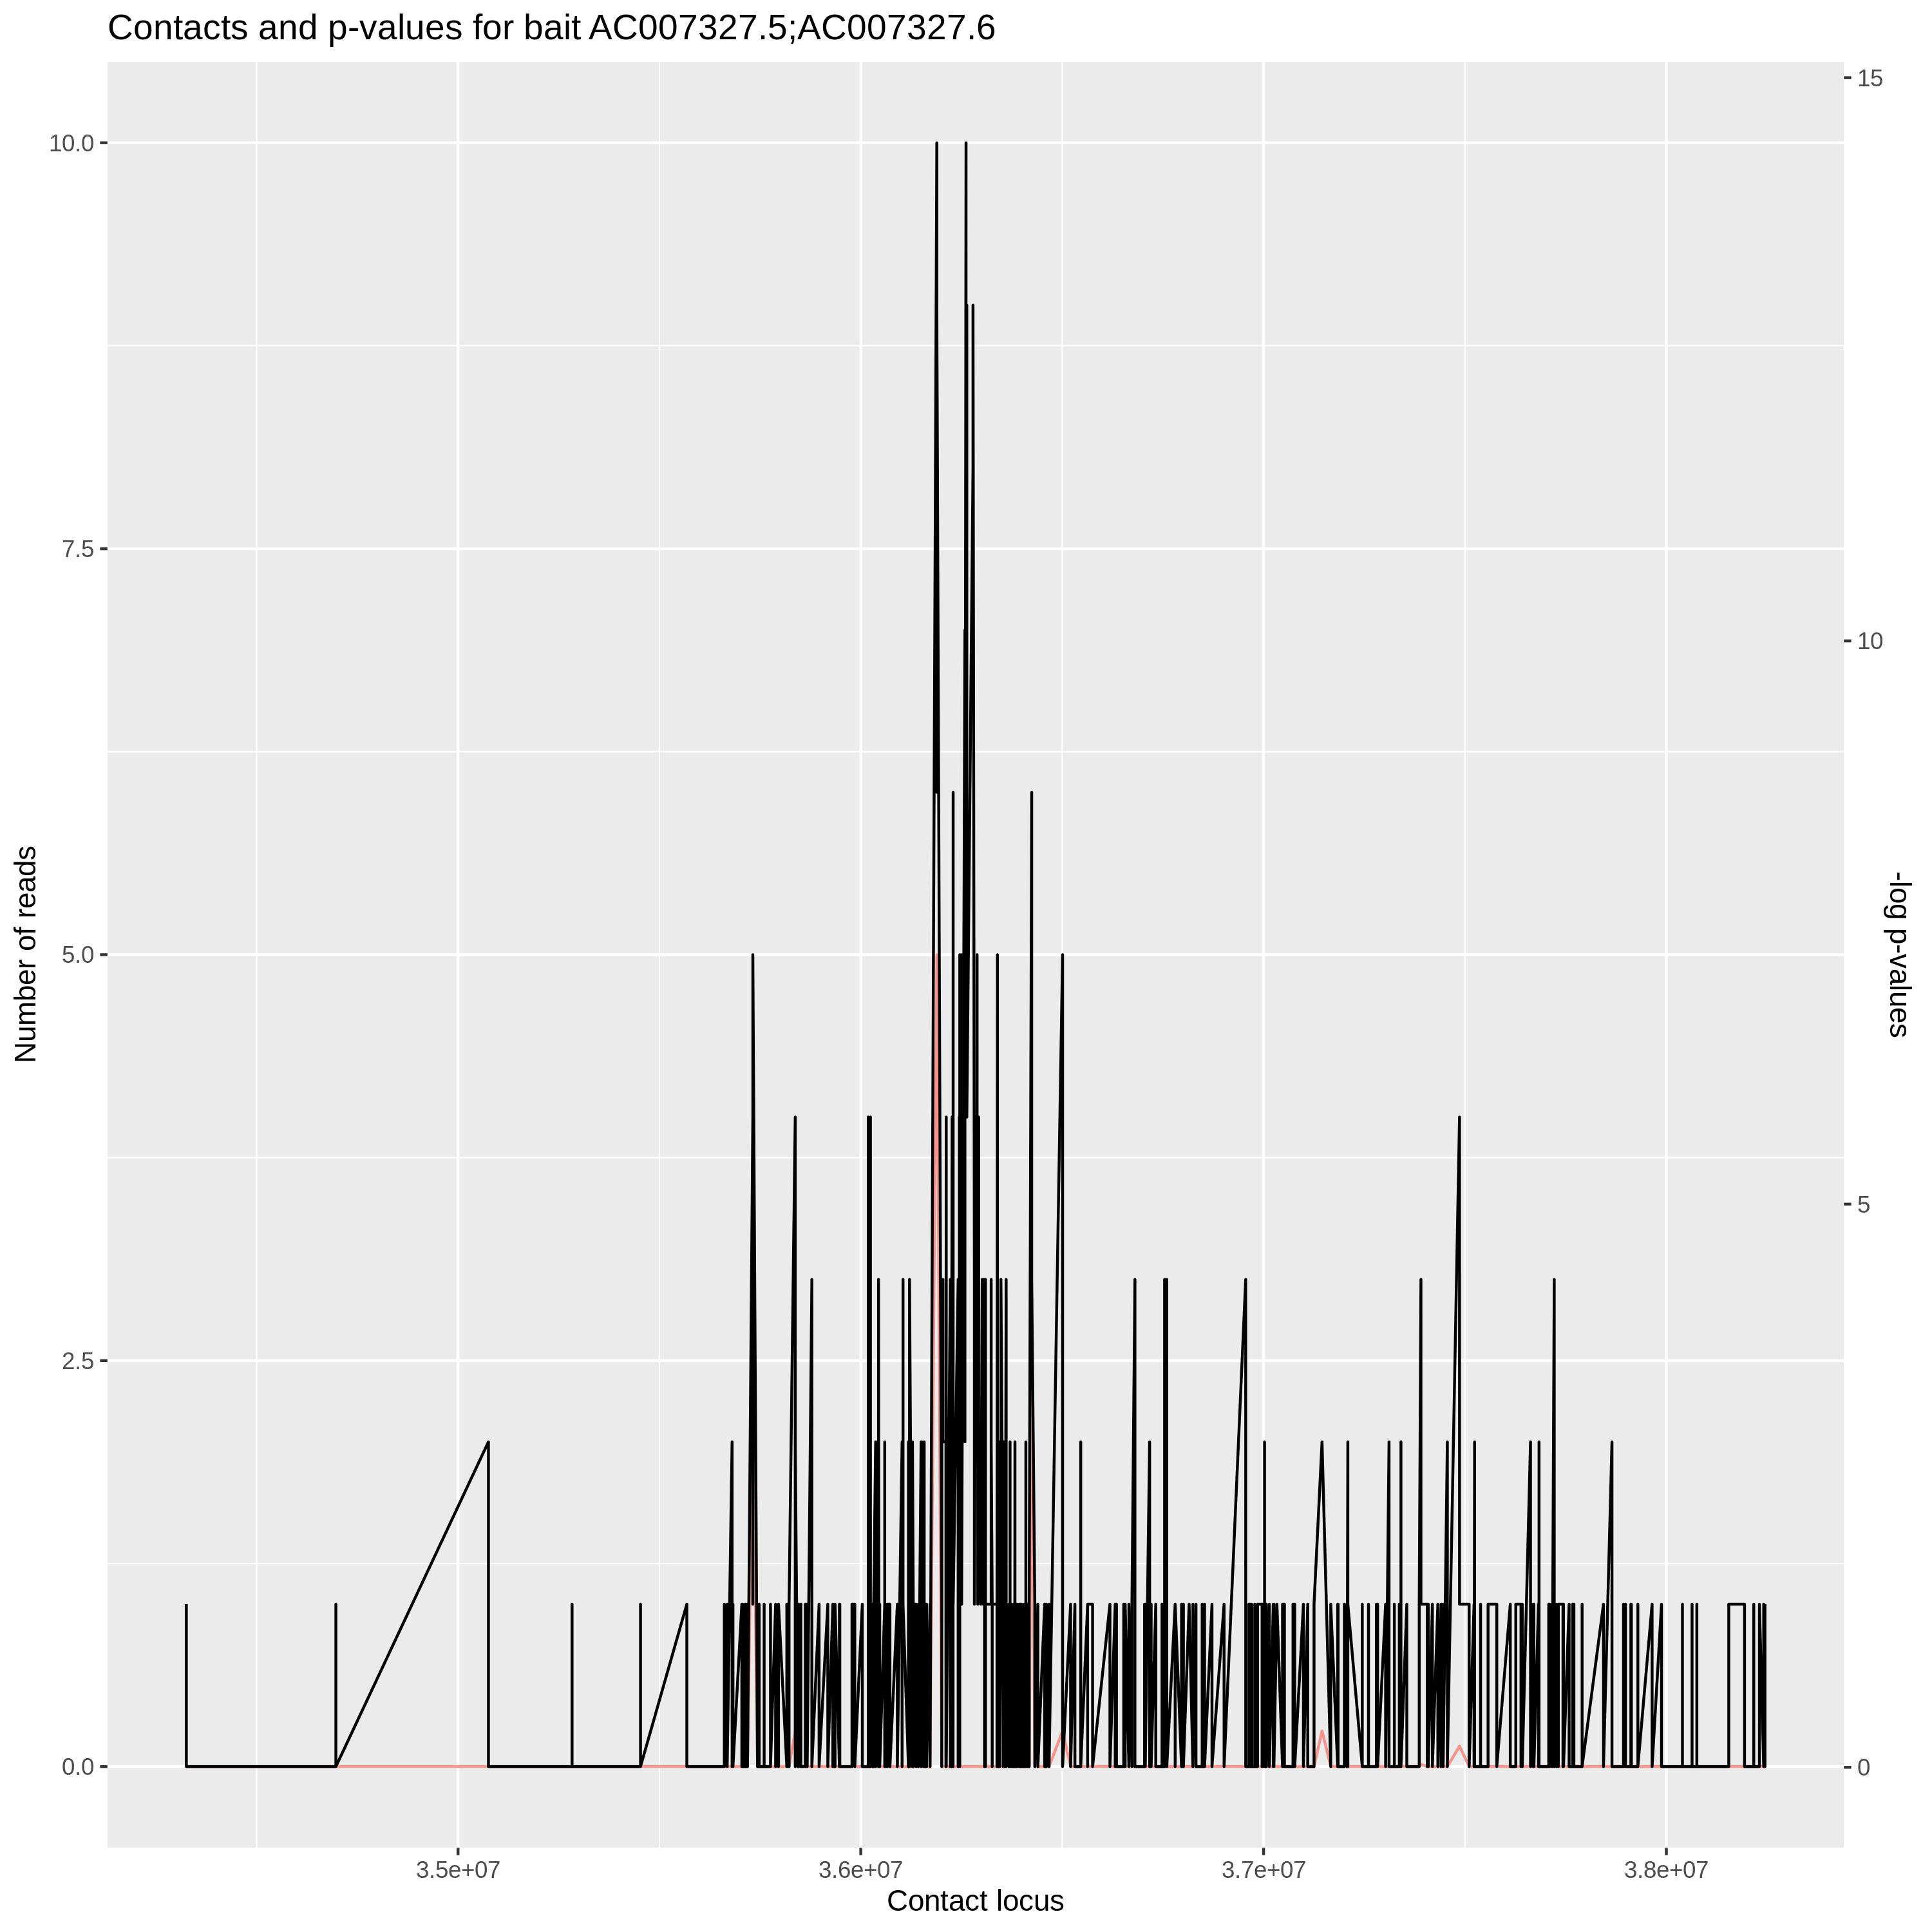 Contacts and p-values for bait AC007327.5;AC007327.6
15
10.0
7.5
10
5.0
Number of reads
-log p-values
5
2.5
0.0
0
3.5e+07
3.6e+07
3.7e+07
3.8e+07
Contact locus